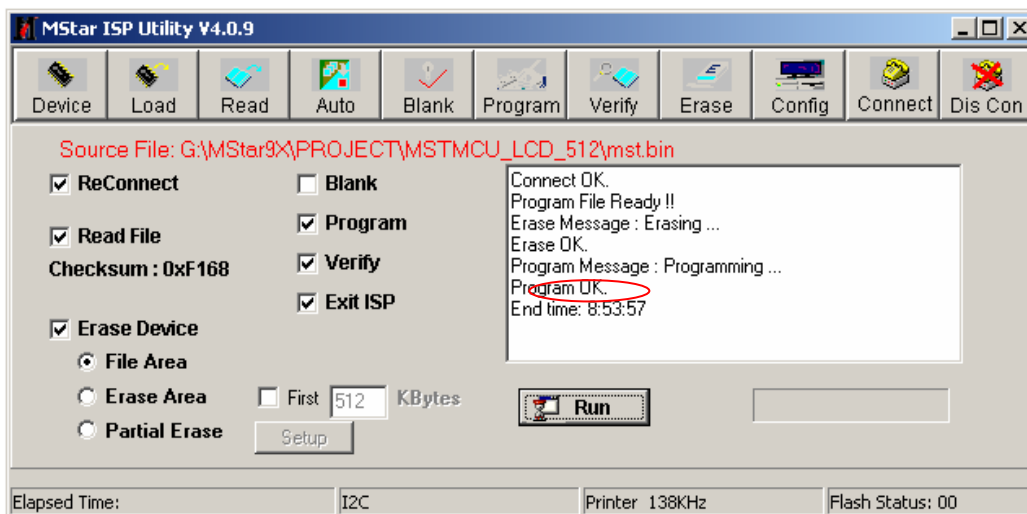 MStar ISP Utility V4.0.9
Device Load Read Auto Blank Program Verify Erase Config Connect Dis Con
Source File: G:\MStar9X\PROJECT\MSTMCU_LCD_512\mst.bin
ReConnect
Read File
Checksum : 0xF168
Erase Device
File Area
Erase Area
Partial Erase
Blank
Program
Verify
Exit ISP
First 512 KBytes
Setup
Connect OK.
Program File Ready !!
Erase Message : Erasing ...
Erase OK.
Program Message : Programming ...
Program OK.
End time: 8:53:57
Run
Elapsed Time: I2C Printer 138KHz Flash Status: 00